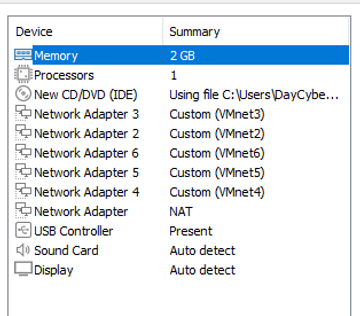 Device Summary
Memory 2 GB
Processors 1
New CD/DVD (IDE) Using file C:\Users\DayCybe...
Network Adapter 3 Custom (VMnet3)
Network Adapter 2 Custom (VMnet2)
Network Adapter 6 Custom (VMnet6)
Network Adapter 5 Custom (VMnet5)
Network Adapter 4 Custom (VMnet4)
Network Adapter NAT
USB Controller Present
Sound Card Auto detect
Display Auto detect